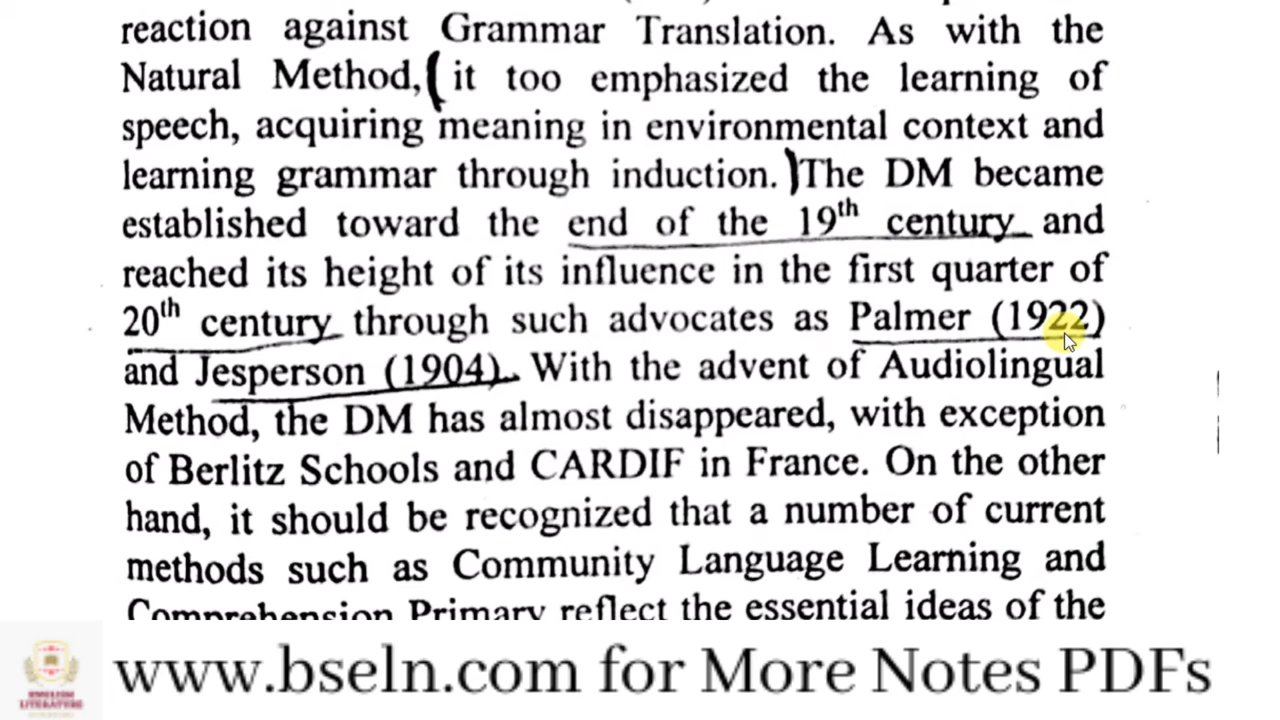 reaction against Grammar Translation. As with the
Natural Method, (it too emphasized the learning of
speech, acquiring meaning in environmental context and
learning grammar through induction.) The DM became
established toward the end of the 19th century and
reached its height of its influence in the first quarter of
20th century through such advocates as Palmer (1922)
and Jesperson (1904). With the advent of Audiolingual
Method, the DM has almost disappeared, with exception
of Berlitz Schools and CARDIF in France. On the other
hand, it should be recognized that a number of current
methods such as Community Language Learning and
Comprehension Primary reflect the essential ideas of the
ENGLISH
LITERATURE
www.bseln.com for More Notes PDFs